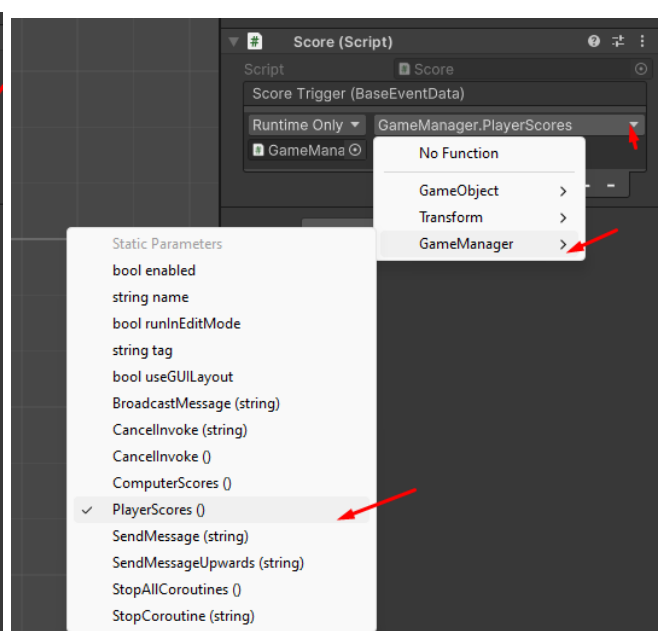 # Score (Script)
Script Score
Score Trigger (BaseEventData)
Runtime Only GameManager.PlayerScores
GameMana
No Function
GameObject
Transform
GameManager
Static Parameters
bool enabled
string name
bool runInEditMode
string tag
bool useGUILayout
BroadcastMessage (string)
CancelInvoke (string)
CancelInvoke ()
ComputerScores ()
PlayerScores ()
SendMessage (string)
SendMessageUpwards (string)
StopAllCoroutines ()
StopCoroutine (string)